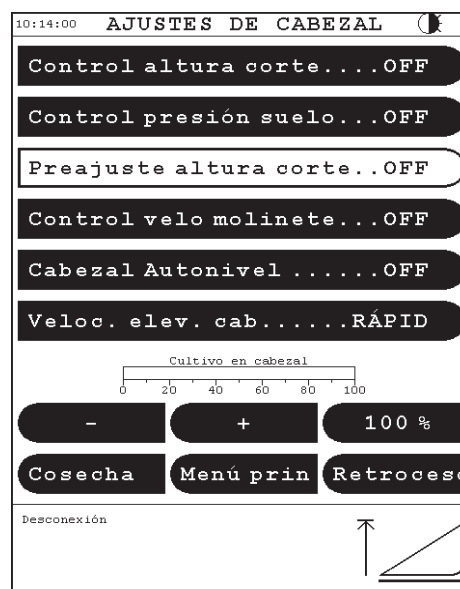 10:14:00 AJUSTES DE CABEZAL
Control altura corte....OFF
Control presión suelo...OFF
Preajuste altura corte..OFF
Control velo molinete...OFF
Cabezal Autonivel ......OFF
Veloc. elev. cab......RÁPID
Cultivo en cabezal
0 20 40 60 80 100
- + 100 %
Cosecha Menú prin Retroceso
Desconexión